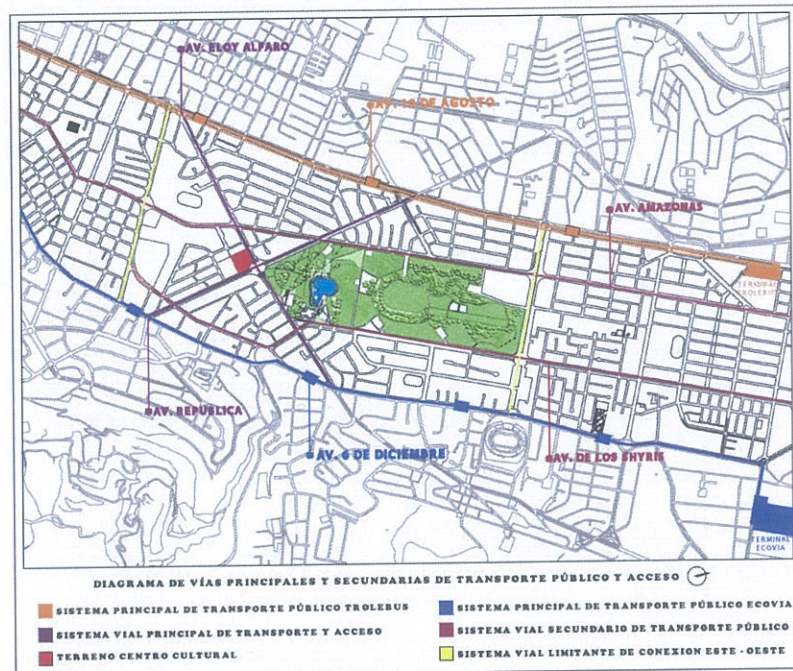 AV. ELOY ALFARO
AV. 10 DE AGOSTO
AV. AMAZONAS
TERMINAL
TROLEBUS
AV. REPUBLICA
AV. 6 DE DICIEMBRE
AV. DE LOS SHYRIS
TERMINAL
ECOVIA
DIAGRAMA DE VÍAS PRINCIPALES Y SECUNDARIAS DE TRANSPORTE PÚBLICO Y ACCESO
SISTEMA PRINCIPAL DE TRANSPORTE PÚBLICO TROLEBUS
SISTEMA VIAL PRINCIPAL DE TRANSPORTE Y ACCESO
TERRENO CENTRO CULTURAL
SISTEMA PRINCIPAL DE TRANSPORTE PÚBLICO ECOVIA
SISTEMA VIAL SECUNDARIO DE TRANSPORTE PÚBLICO
SISTEMA VIAL LIMITANTE DE CONEXION ESTE - OESTE